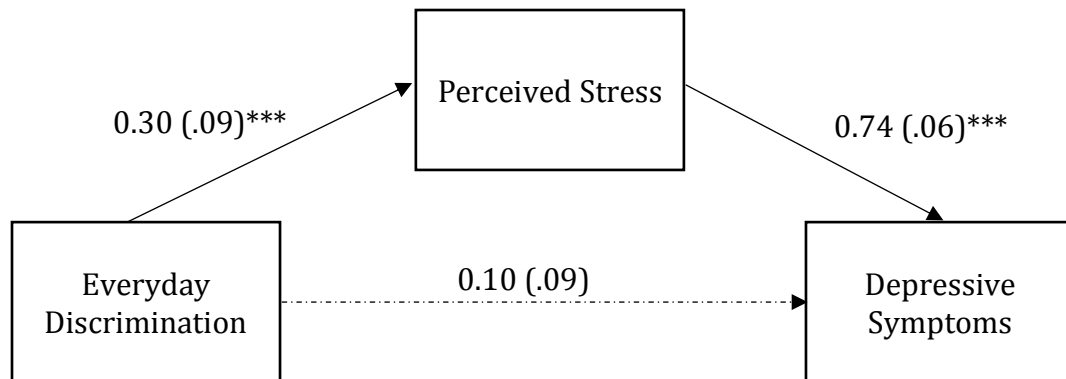 Perceived Stress
0.30 (.09)***
0.74 (.06)***
Everyday
Discrimination
0.10 (.09)
Depressive
Symptoms